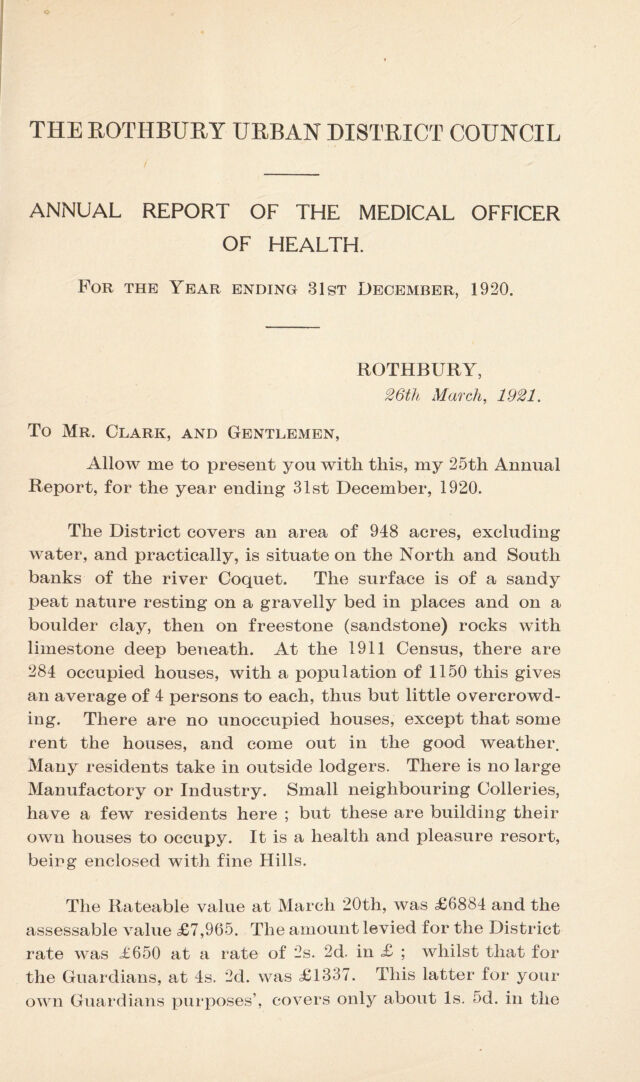 THE ROTHBURY URBAN DISTRICT COUNCIL
ANNUAL REPORT OF THE MEDICAL OFFICER
OF HEALTH.
FOR THE YEAR ENDING 31ST DECEMBER, 1920.
ROTHBURY,
26th March, 1921.
TO MR. CLARK, AND GENTLEMEN,
Allow me to present you with this, my 25th Annual
Report, for the year ending 31st December, 1920.
The District covers an area of 948 acres, excluding
water, and practically, is situate on the North and South
banks of the river Coquet. The surface is of a sandy
peat nature resting on a gravelly bed in places and on a
boulder clay, then on freestone (sandstone) rocks with
limestone deep beneath. At the 1911 Census, there are
284 occupied houses, with a population of 1150 this gives
an average of 4 persons to each, thus but little overcrowd-
ing. There are no unoccupied houses, except that some
rent the houses, and come out in the good weather.
Many residents take in outside lodgers. There is no large
Manufactory or Industry. Small neighbouring Colleries,
have a few residents here ; but these are building their
own houses to occupy. It is a health and pleasure resort,
being enclosed with fine Hills.
The Rateable value at March 20th, was £6884 and the
assessable value £7,965. The amount levied for the District
rate was £650 at a rate of 2s. 2d. in £ ; whilst that for
the Guardians, at 4s. 2d. was £1337. This latter for your
own Guardians purposes', covers only about 1s. 5d. in the